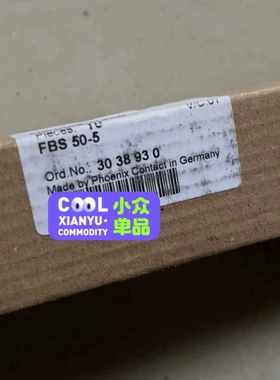 Pieces: 10
V/C.01
FBS 50-5
Ord.No.: 30 38 93 0
Made by Phoenix Contact in Germany
COOL 小众
XIANYU 单品
COMMODITY